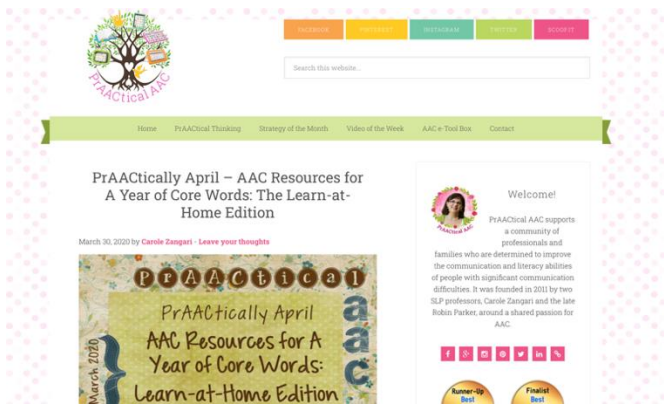 PrAACtical AAC
FACEBOOK
PINTEREST
INSTAGRAM
TWITTER
SCOOP IT
Search this website...
Home
PrAACtical Thinking
Strategy of the Month
Video of the Week
AAC e-Tool Box
Contact
PrAACtically April – AAC Resources for
A Year of Core Words: The Learn-at-
Home Edition
March 30, 2020 by Carole Zangari - Leave your thoughts
PrAACtical
PrAACtically April
AAC Resources for A
Year of Core Words:
Learn-at-Home Edition
March 2020
aac
Welcome!
PrAACtical AAC
PrAACtical AAC supports
a community of
professionals and
families who are determined to improve
the communication and literacy abilities
of people with significant communication
difficulties. It was founded in 2011 by two
SLP professors, Carole Zangari and the late
Robin Parker, around a shared passion for
AAC.
Runner-Up
Best
Finalist
Best